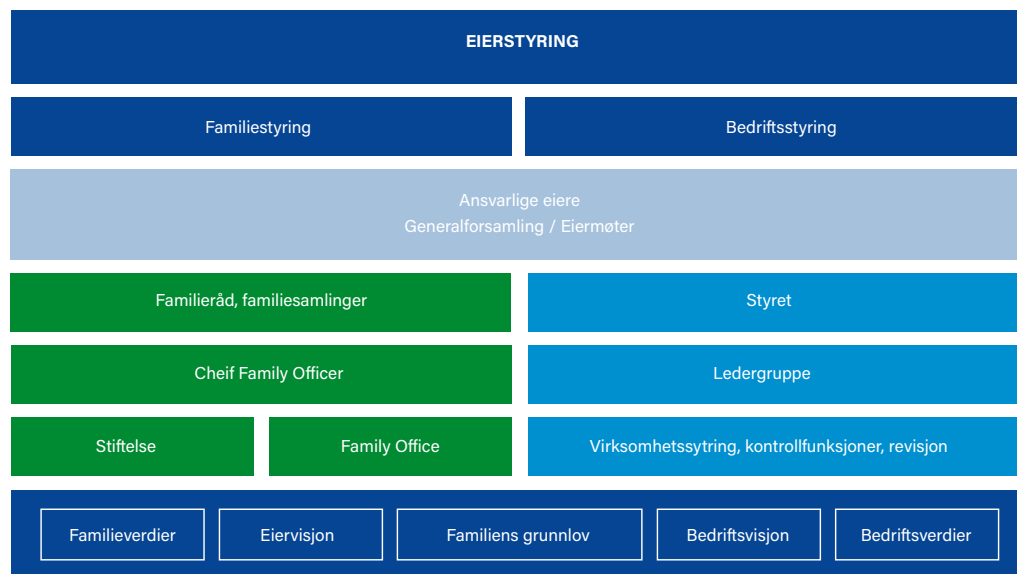 EIERSTYRING
Familiestyring
Bedriftsstyring
Ansvarlige eiere
Generalforsamling / Eiermøter
Familieråd, familiesamlinger
Styret
Cheif Family Officer
Ledergruppe
Stiftelse
Family Office
Virksomhetssytring, kontrollfunksjoner, revisjon
Familieverdier
Eiervisjon
Familiens grunnlov
Bedriftsvisjon
Bedriftsverdier